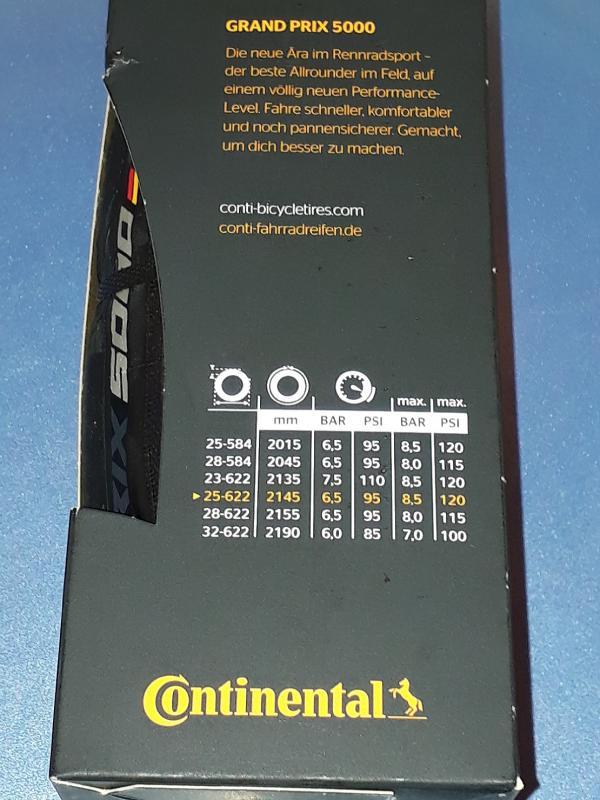 GRAND PRIX 5000
Die neue Ära im Rennradsport –
der beste Allrounder im Feld, auf
einem völlig neuen Performance-
Level. Fahre schneller, komfortabler
und noch pannensicherer. Gemacht,
um dich besser zu machen.
conti-bicycletires.com
conti-fahrradreifen.de
max. max.
mm BAR PSI BAR PSI
25-584 2015 6,5 95 8,5 120
28-584 2045 6,5 95 8,0 115
23-622 2135 7,5 110 8,5 120
▸ 25-622 2145 6,5 95 8,5 120
28-622 2155 6,5 95 8,0 115
32-622 2190 6,0 85 7,0 100
Continental